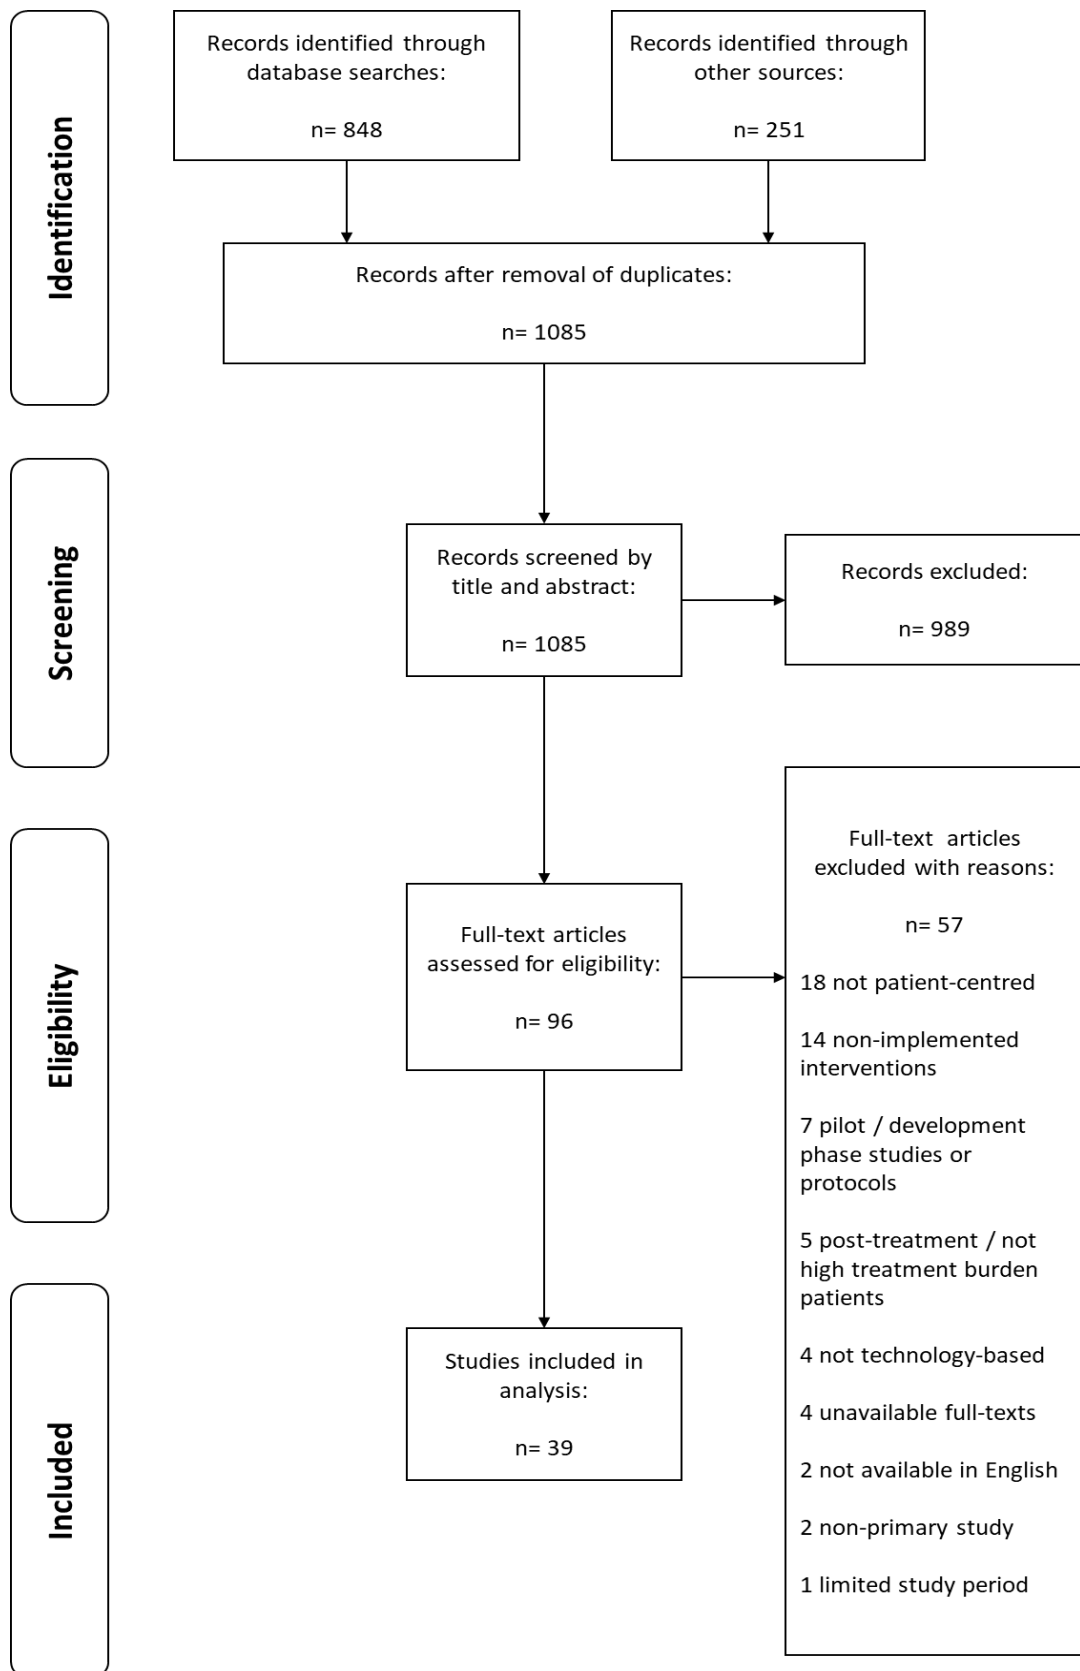 Identification
Records identified through
database searches:
n= 848
Records identified through
other sources:
n= 251
Records after removal of duplicates:
n= 1085
Screening
Records screened by
title and abstract:
n= 1085
Records excluded:
n= 989
Eligibility
Full-text articles
assessed for eligibility:
n= 96
Full-text articles
excluded with reasons:
n= 57
18 not patient-centred
14 non-implemented
interventions
7 pilot / development
phase studies or
protocols
5 post-treatment / not
high treatment burden
patients
4 not technology-based
4 unavailable full-texts
2 not available in English
2 non-primary study
1 limited study period
Included
Studies included in
analysis:
n= 39